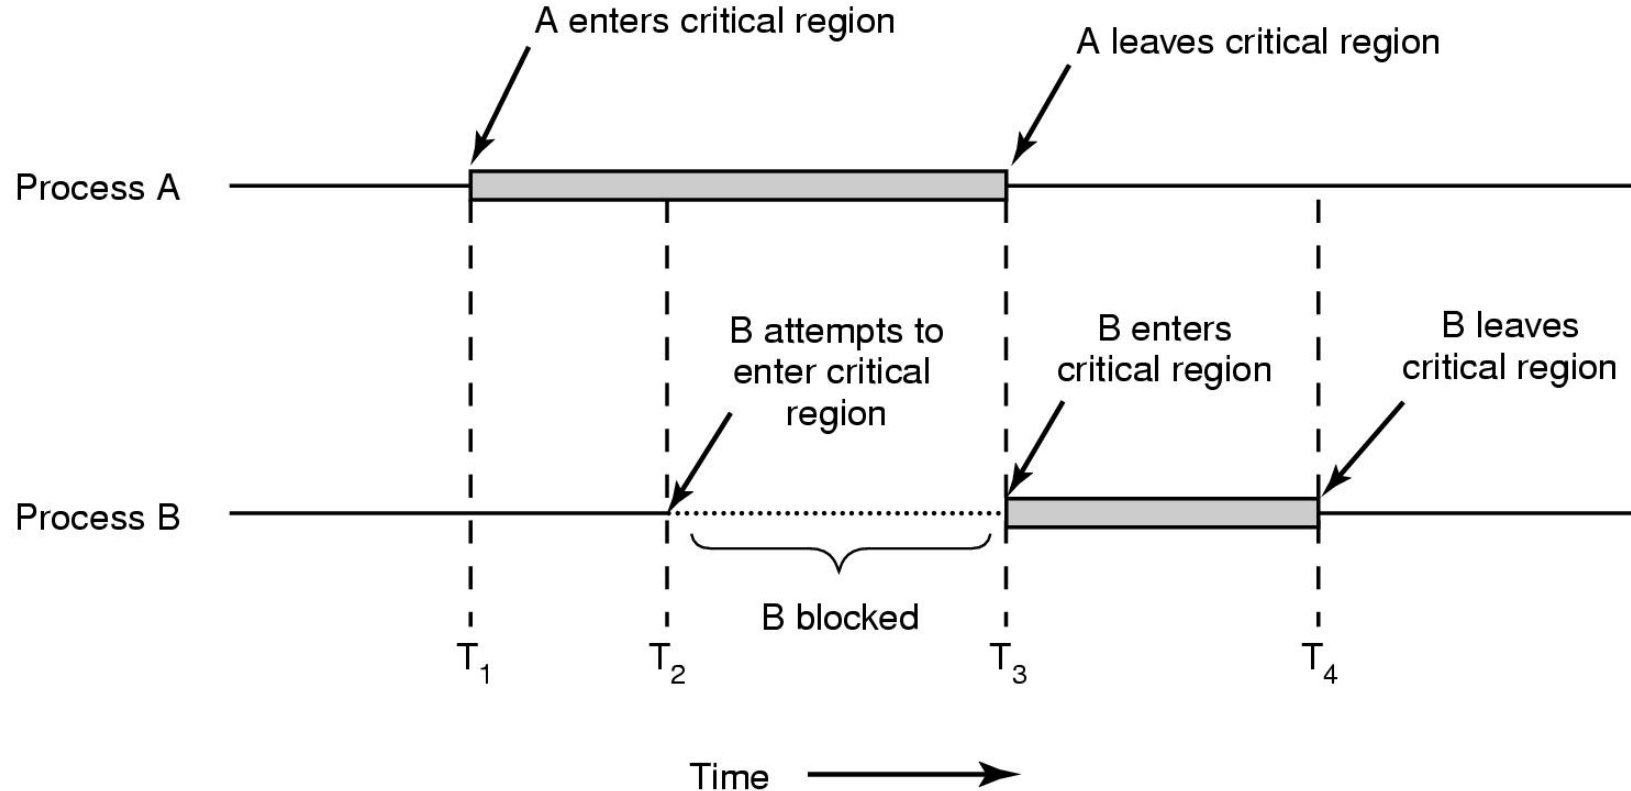 A enters critical region
A leaves critical region
Process A
B attempts to
enter critical
region
B enters
critical region
B leaves
critical region
Process B
B blocked
T1 T2 T3 T4
Time